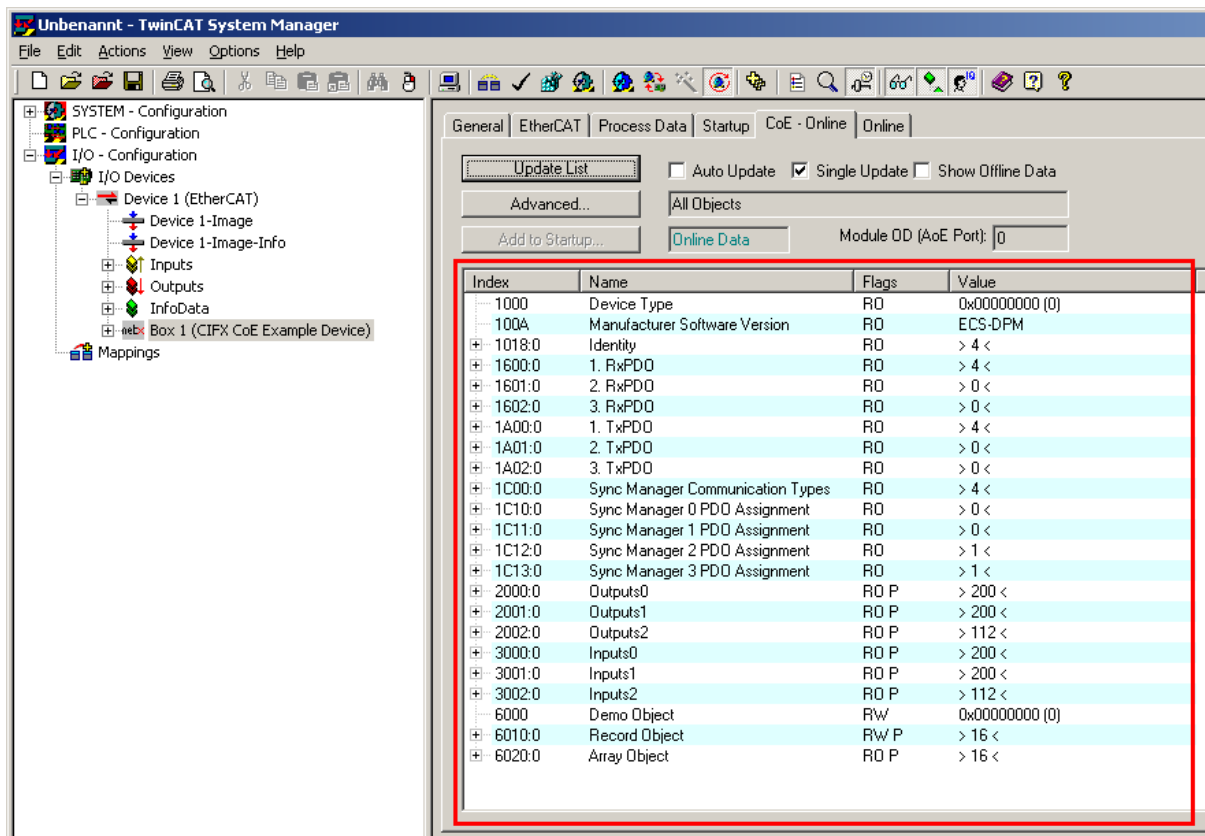 Unbenannt - TwinCAT System Manager
File Edit Actions View Options Help
SYSTEM - Configuration
PLC - Configuration
I/O - Configuration
I/O Devices
Device 1 (EtherCAT)
Device 1-Image
Device 1-Image-Info
Inputs
Outputs
InfoData
Box 1 (CIFX CoE Example Device)
Mappings
General EtherCAT Process Data Startup CoE - Online Online
Update List Auto Update Single Update Show Offline Data
Advanced... All Objects
Add to Startup... Online Data Module OD (AoE Port): 0
Index Name Flags Value
1000 Device Type RO 0x00000000 (0)
100A Manufacturer Software Version RO ECS-DPM
1018:0 Identity RO > 4 <
1600:0 1. RxPDO RO > 4 <
1601:0 2. RxPDO RO > 0 <
1602:0 3. RxPDO RO > 0 <
1A00:0 1. TxPDO RO > 4 <
1A01:0 2. TxPDO RO > 0 <
1A02:0 3. TxPDO RO > 0 <
1C00:0 Sync Manager Communication Types RO > 4 <
1C10:0 Sync Manager 0 PDO Assignment RO > 0 <
1C11:0 Sync Manager 1 PDO Assignment RO > 0 <
1C12:0 Sync Manager 2 PDO Assignment RO > 1 <
1C13:0 Sync Manager 3 PDO Assignment RO > 1 <
2000:0 Outputs0 RO P > 200 <
2001:0 Outputs1 RO P > 200 <
2002:0 Outputs2 RO P > 112 <
3000:0 Inputs0 RO P > 200 <
3001:0 Inputs1 RO P > 200 <
3002:0 Inputs2 RO P > 112 <
6000 Demo Object RW 0x00000000 (0)
6010:0 Record Object RW P > 16 <
6020:0 Array Object RO P > 16 <